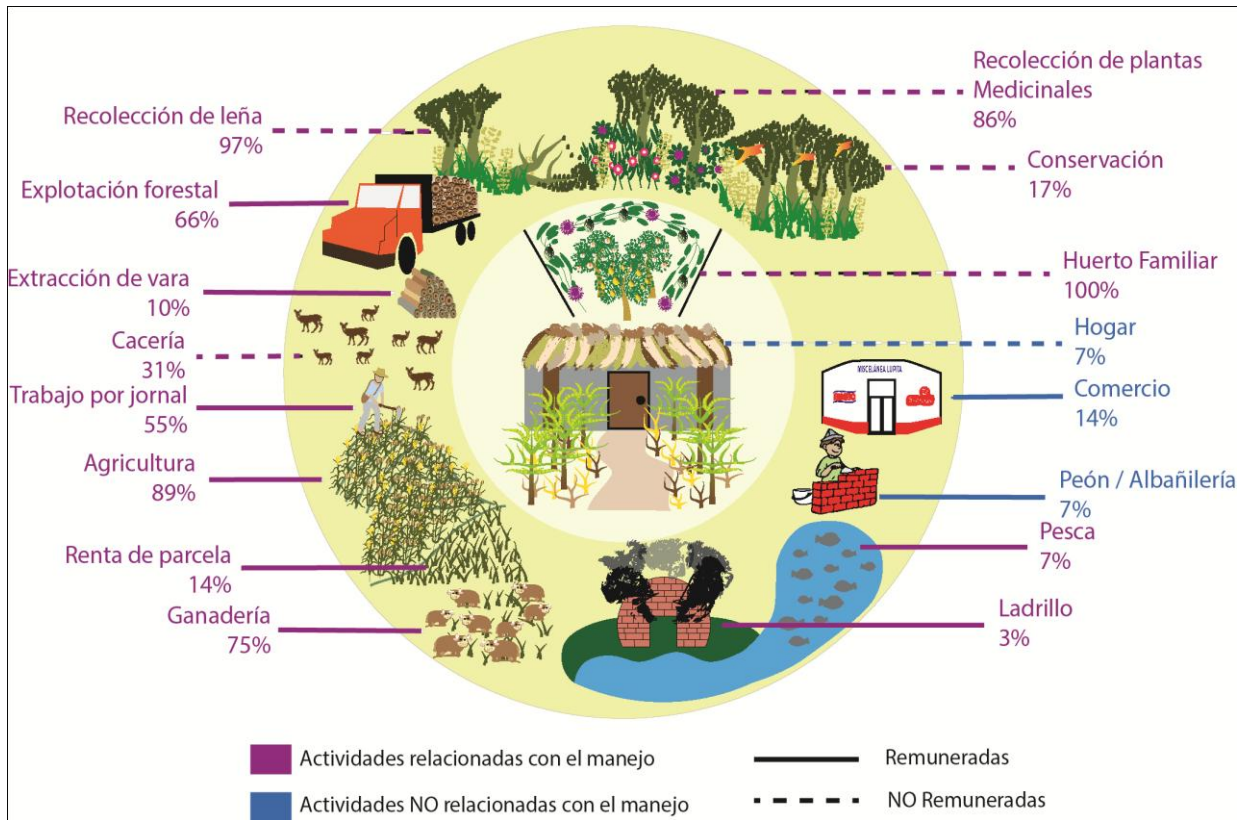 Recolección de leña
97%
Explotación forestal
66%
Extracción de vara
10%
Cacería
31%
Trabajo por jornal
55%
Agricultura
89%
Renta de parcela
14%
Ganadería
75%
Recolección de plantas
Medicinales
86%
Conservación
17%
Huerto Familiar
100%
Hogar
7%
MISCELÁNEA LUPITA
Comercio
14%
Peón / Albañilería
7%
Pesca
7%
Ladrillo
3%
Actividades relacionadas con el manejo
Remuneradas
Actividades NO relacionadas con el manejo
NO Remuneradas